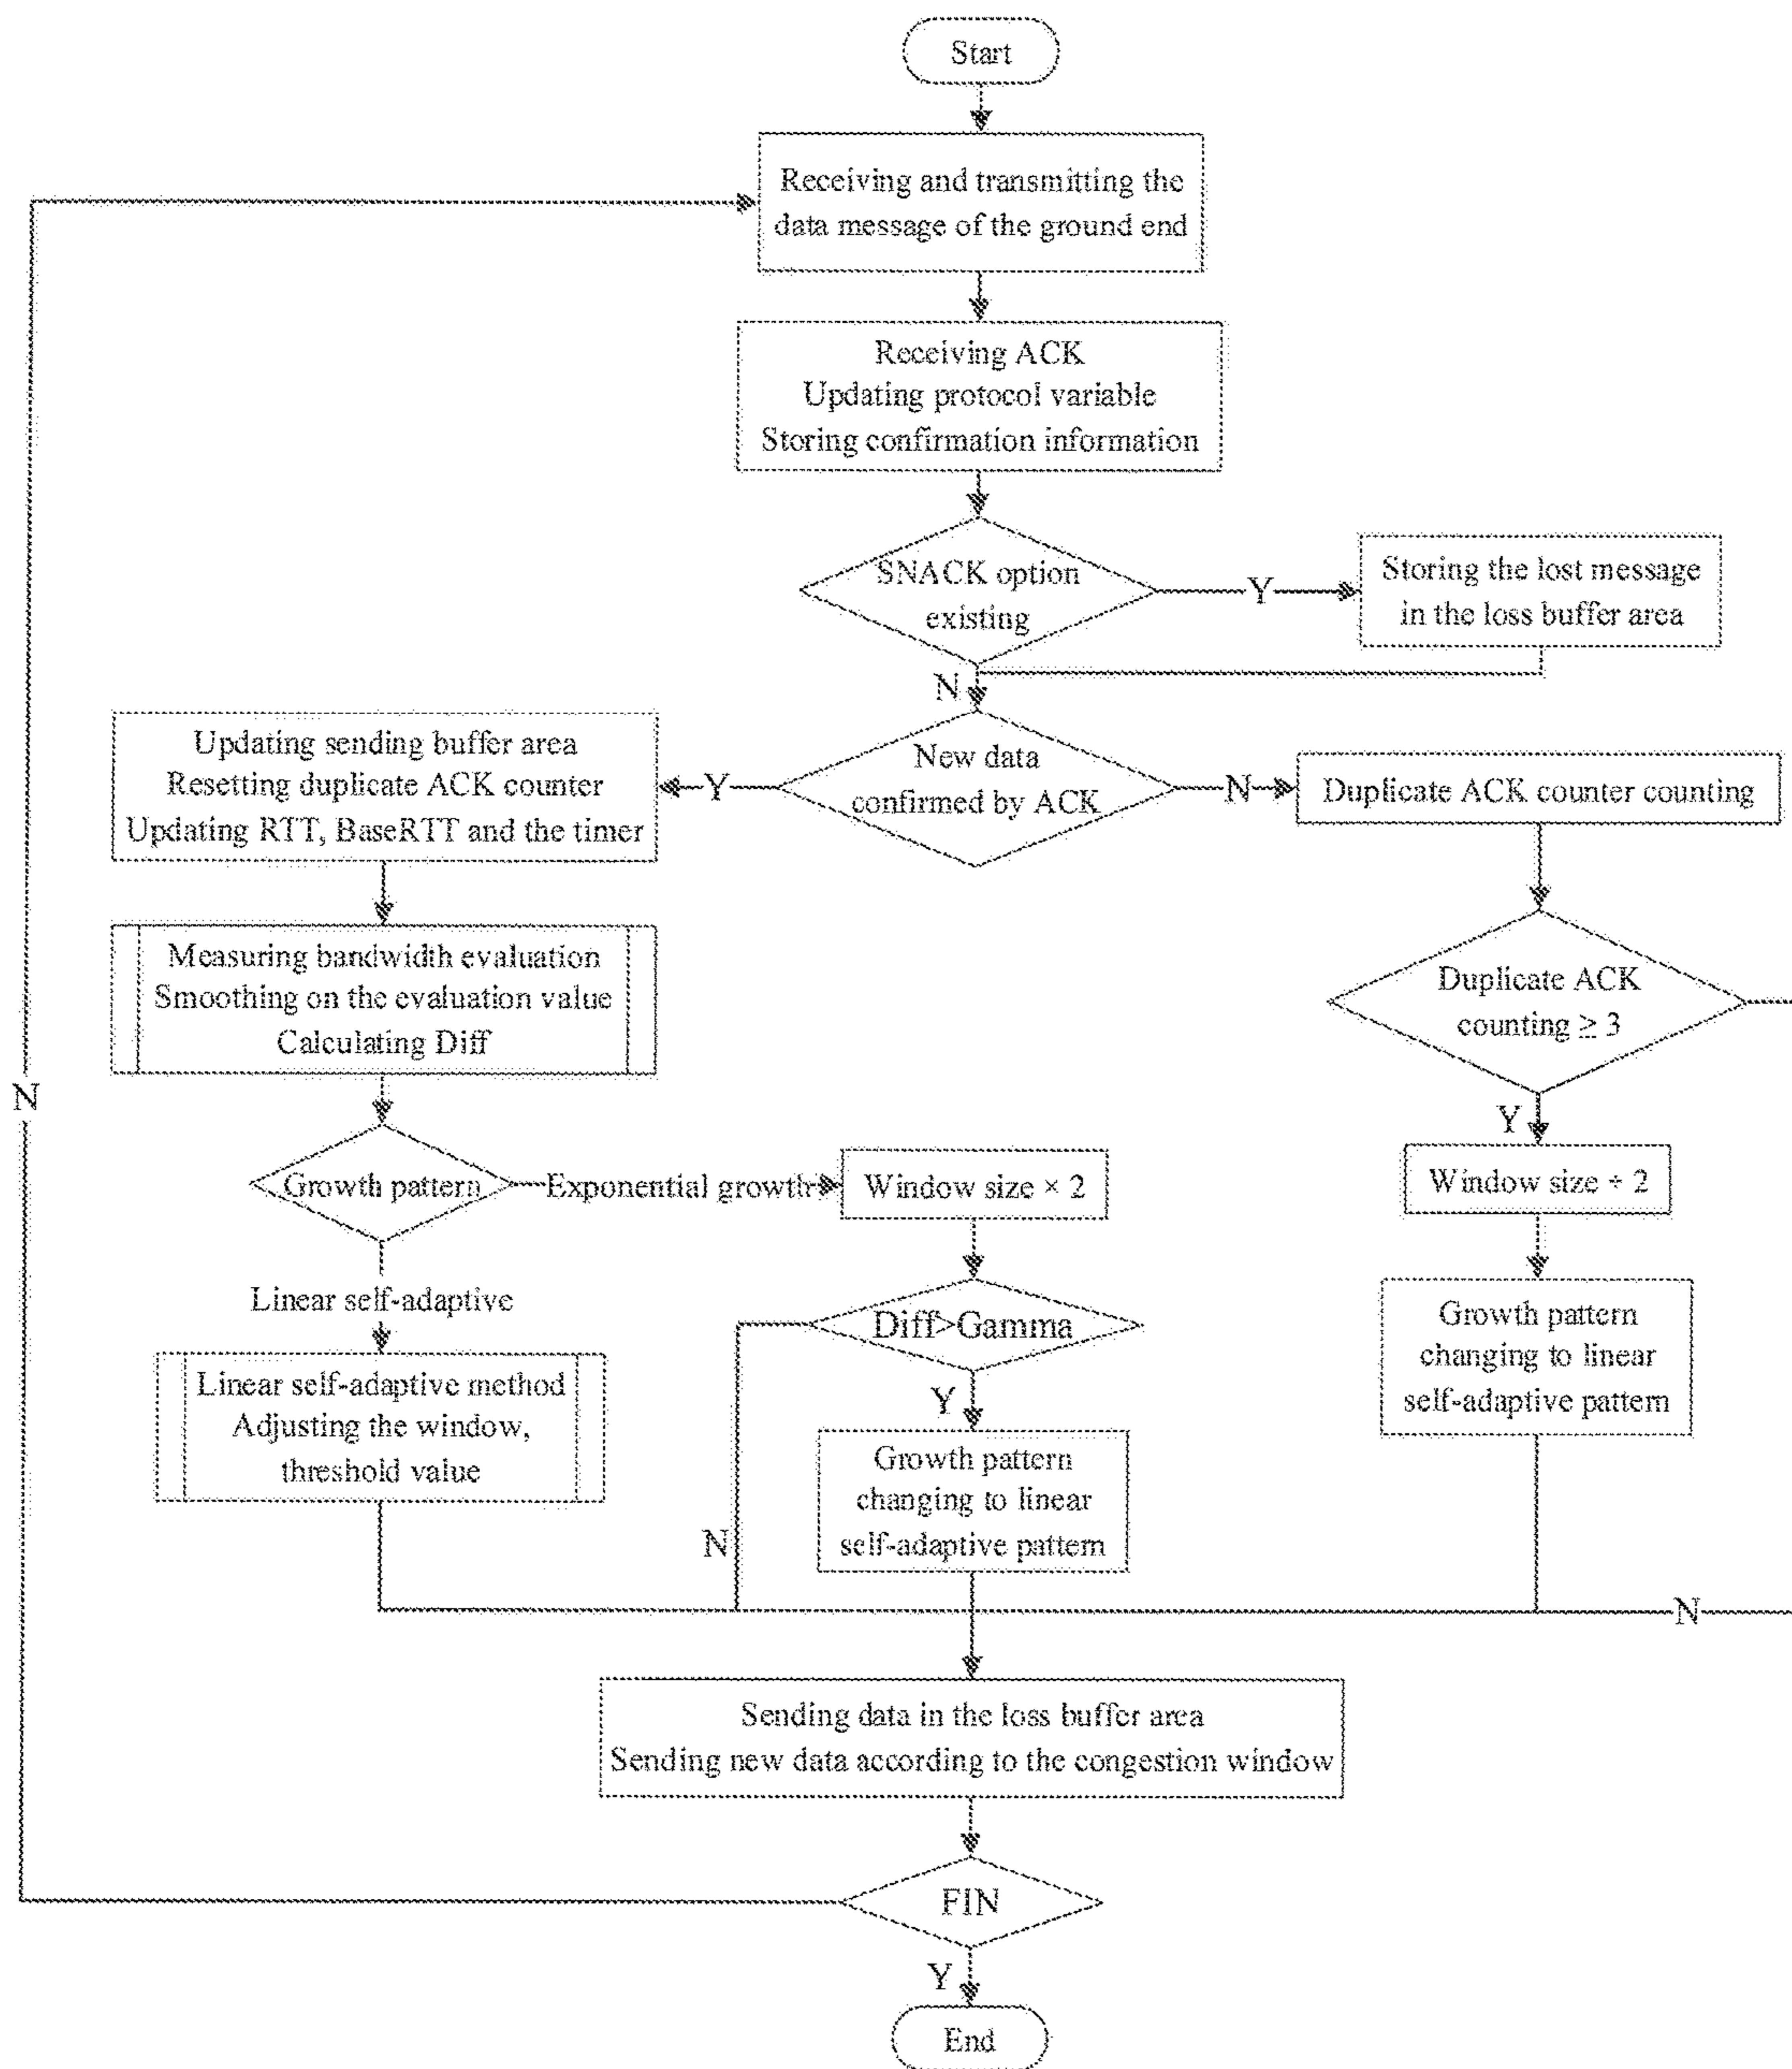 Start
Receiving and transmitting the
data message of the ground end
Receiving ACK
Updating protocol variable
Storing confirmation information
SNACK option
existing
Y
Storing the lost message
in the loss buffer area
N
New data
confirmed by ACK
Y
Updating sending buffer area
Resetting duplicate ACK counter
Updating RTT, BaseRTT and the timer
N
Duplicate ACK counter counting
Measuring bandwidth evaluation
Smoothing on the evaluation value
Calculating Diff
Duplicate ACK
counting ≥ 3
N
Y
Growth pattern
Exponential growth
Window size × 2
Window size ÷ 2
Linear self-adaptive
Diff>Gamma
Growth pattern
changing to linear
self-adaptive pattern
Linear self-adaptive method
Adjusting the window,
threshold value
Y
Growth pattern
changing to linear
self-adaptive pattern
N
N
Sending data in the loss buffer area
Sending new data according to the congestion window
FIN
Y
End